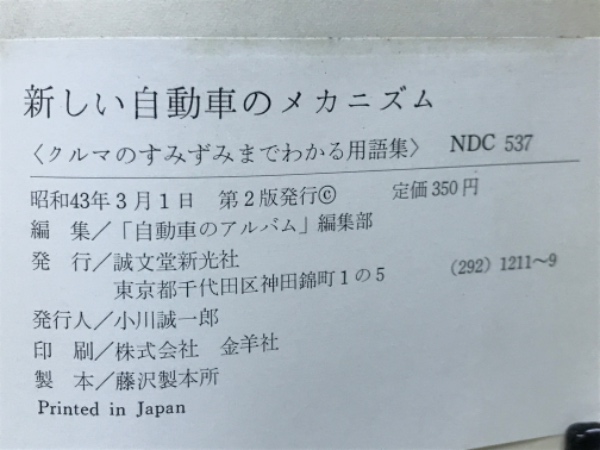 新しい自動車のメカニズム
〈クルマのすみずみまでわかる用語集〉 NDC 537
昭和43年3月1日 第2版発行© 定価350円
編 集/「自動車のアルバム」編集部
発 行/誠文堂新光社
東京都千代田区神田錦町1の5 (292) 1211〜9
発行人/小川誠一郎
印 刷/株式会社 金羊社
製 本/藤沢製本所
Printed in Japan